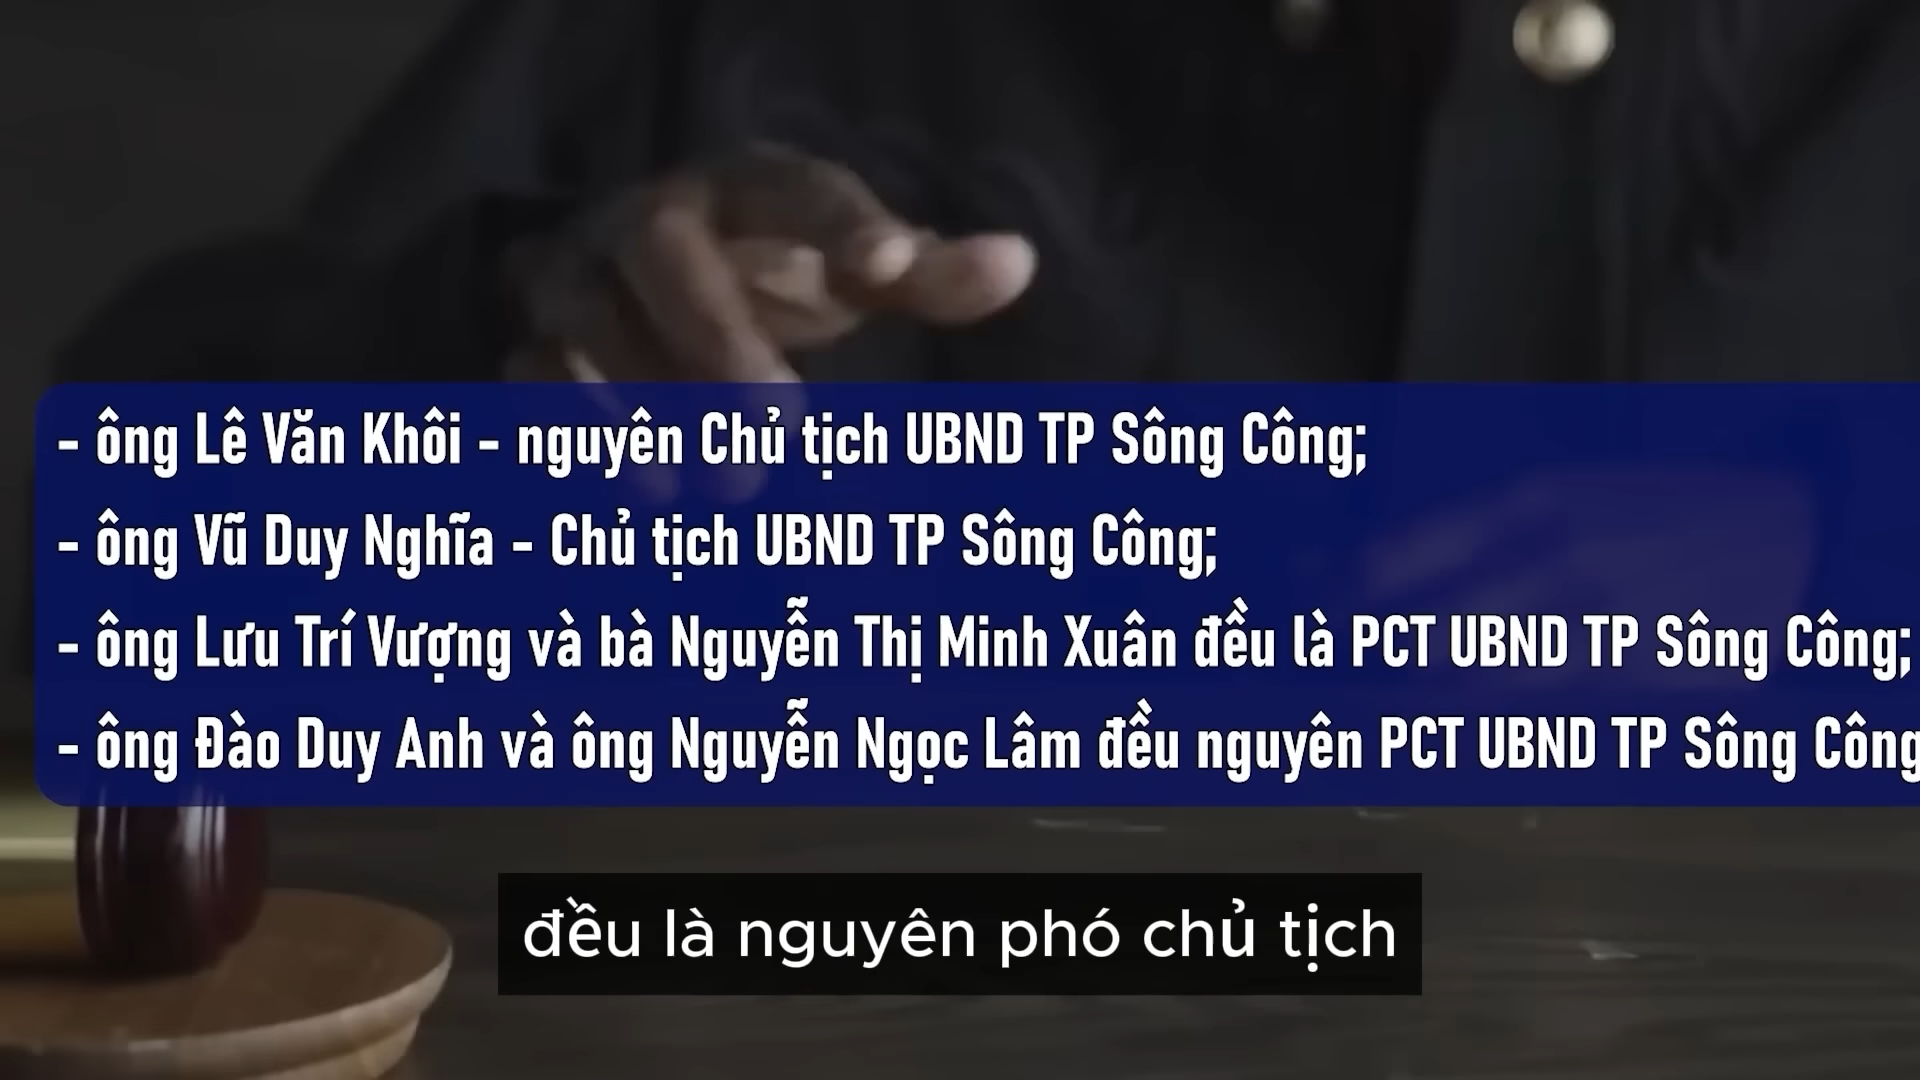 - ông Lê Văn Khôi - nguyên Chủ tịch UBND TP Sông Công;
- ông Vũ Duy Nghĩa - Chủ tịch UBND TP Sông Công;
- ông Lưu Trí Vượng và bà Nguyễn Thị Minh Xuân đều là PCT UBND TP Sông Công;
- ông Đào Duy Anh và ông Nguyễn Ngọc Lâm đều nguyên PCT UBND TP Sông Công
đều là nguyên phó chủ tịch